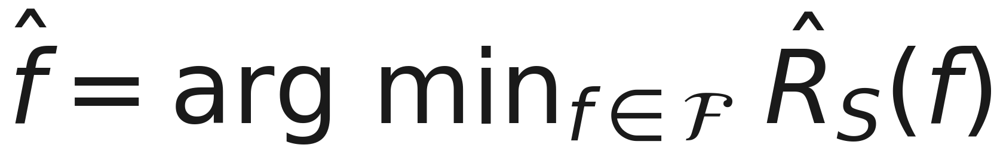 f̂ = arg min_{f∈ℱ} R̂_S(f)